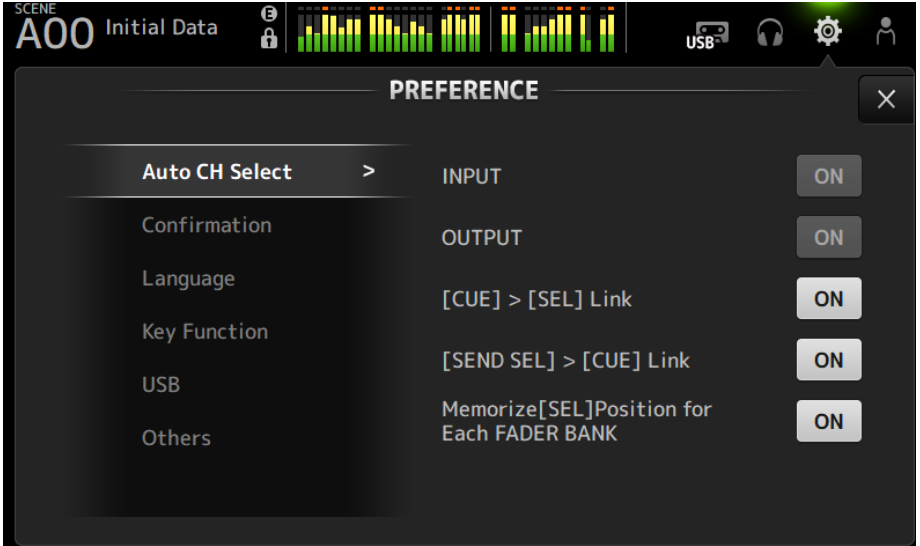 SCENE
A00 Initial Data
E
USB
PREFERENCE
Auto CH Select >
Confirmation
Language
Key Function
USB
Others
INPUT ON
OUTPUT ON
[CUE] > [SEL] Link ON
[SEND SEL] > [CUE] Link ON
Memorize[SEL]Position for
Each FADER BANK ON